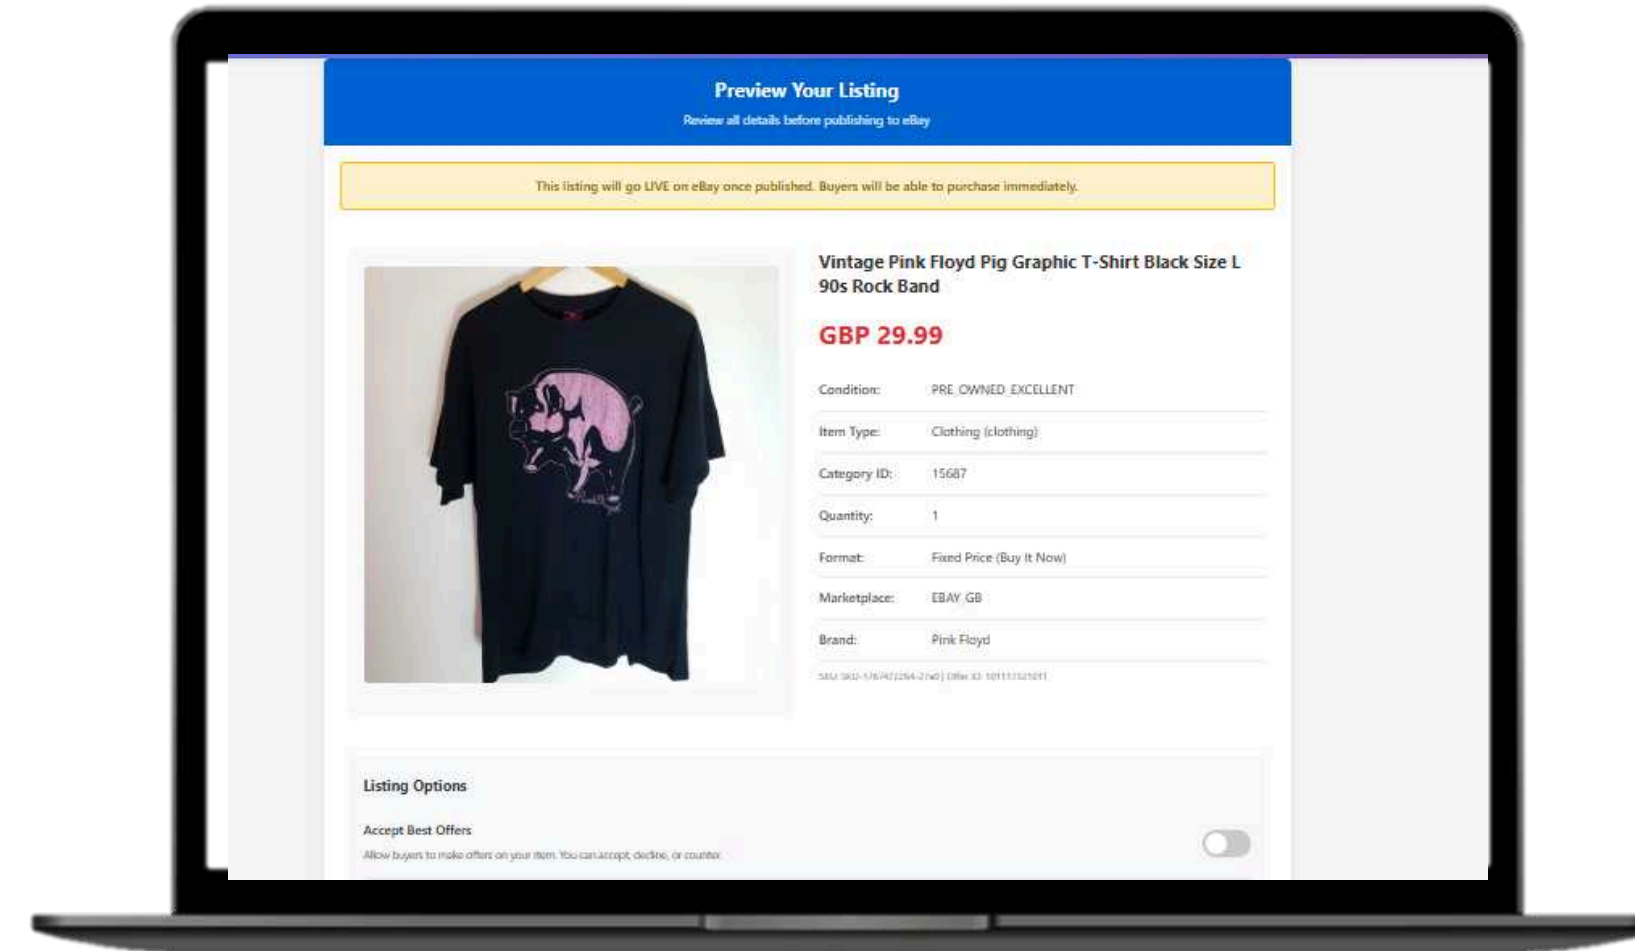 Preview Your Listing
Review all details before publishing to eBay
This listing will go LIVE on eBay once published. Buyers will be able to purchase immediately.
Vintage Pink Floyd Pig Graphic T-Shirt Black Size L
90s Rock Band
GBP 29.99
Condition: PRE_OWNED_EXCELLENT
Item Type: Clothing (clothing)
Category ID: 15687
Quantity: 1
Format: Fixed Price (Buy It Now)
Marketplace: EBAY_GB
Brand: Pink Floyd
Offer ID:
Listing Options
Accept Best Offers
Allow buyers to make offers on your item. You can accept, decline, or counter.